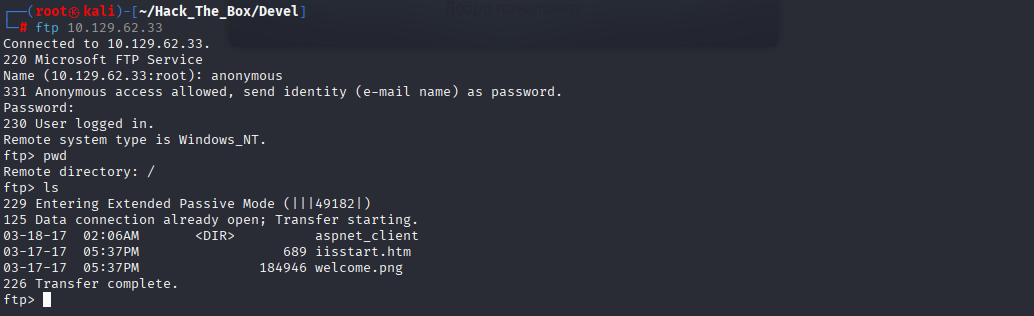 ┌──(root㉿kali)-[~/Hack_The_Box/Devel]
└─# ftp 10.129.62.33
Connected to 10.129.62.33.
220 Microsoft FTP Service
Name (10.129.62.33:root): anonymous
331 Anonymous access allowed, send identity (e-mail name) as password.
Password:
230 User logged in.
Remote system type is Windows_NT.
ftp> pwd
Remote directory: /
ftp> ls
229 Entering Extended Passive Mode (|||49182|)
125 Data connection already open; Transfer starting.
03-18-17  02:06AM       <DIR>          aspnet_client
03-17-17  05:37PM                  689 iisstart.htm
03-17-17  05:37PM               184946 welcome.png
226 Transfer complete.
ftp>